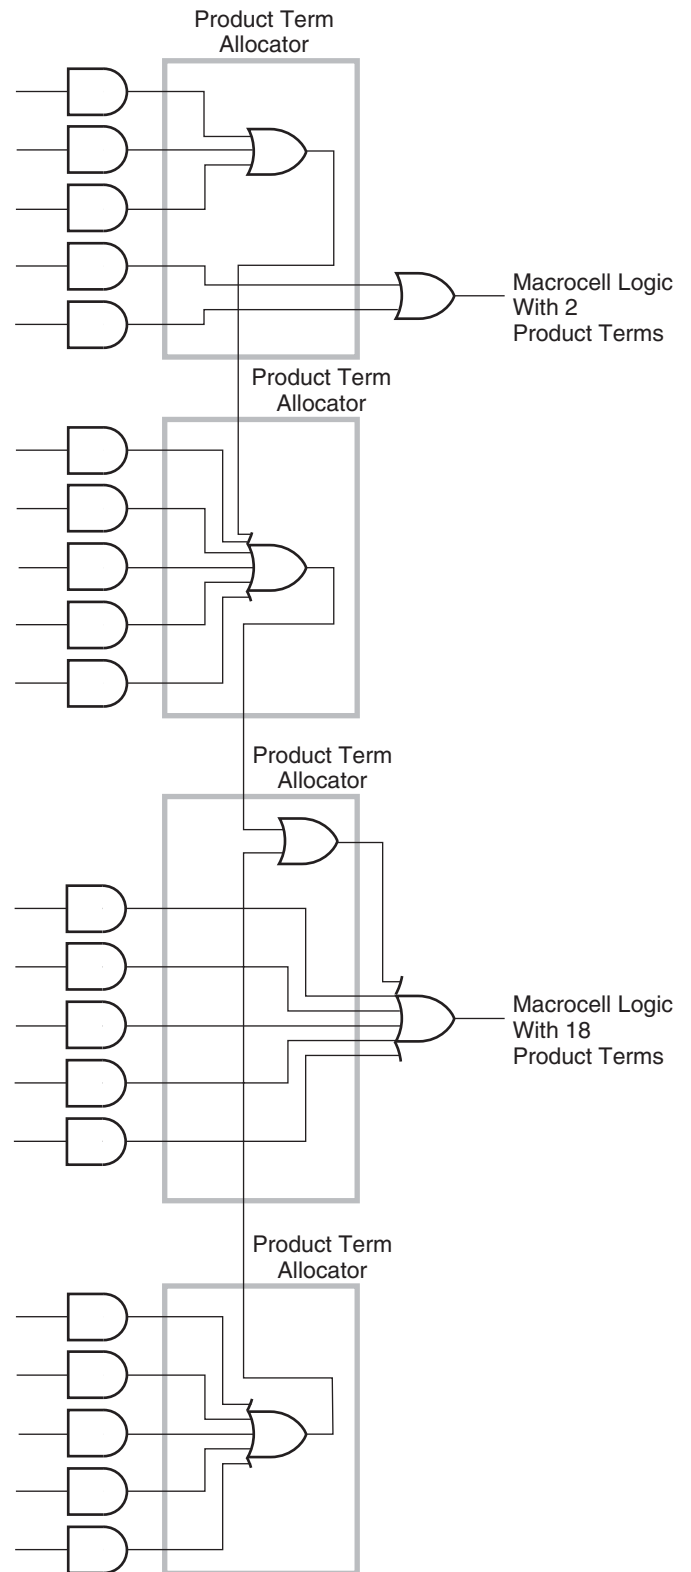 Product Term
Allocator
Macrocell Logic
With 2
Product Terms
Product Term
Allocator
Product Term
Allocator
Macrocell Logic
With 18
Product Terms
Product Term
Allocator